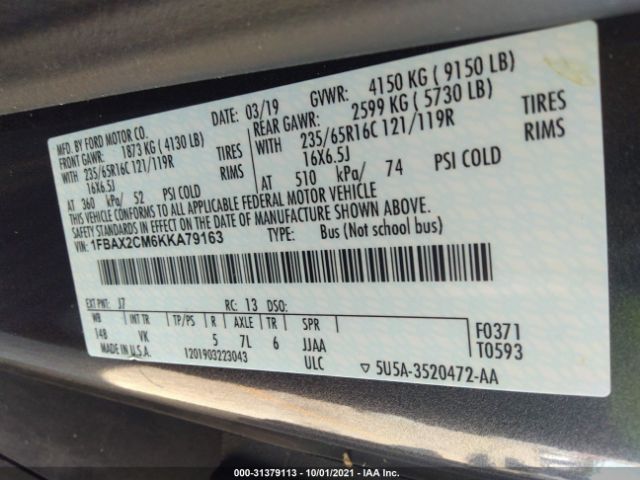 MFD. BY FORD MOTOR CO. DATE: 03/19 GVWR: 4150 KG ( 9150 LB)
FRONT GAWR: 1873 KG ( 4130 LB) REAR GAWR: 2599 KG ( 5730 LB)
WITH 235/65R16C 121/119R TIRES WITH 235/65R16C 121/119R TIRES
16X6.5J RIMS 16X6.5J RIMS
AT 360 kPa/ 52 PSI COLD AT 510 kPa/ 74 PSI COLD
THIS VEHICLE CONFORMS TO ALL APPLICABLE FEDERAL MOTOR VEHICLE
SAFETY STANDARDS IN EFFECT ON THE DATE OF MANUFACTURE SHOWN ABOVE.
VIN: 1FBAX2CM6KKA79163 TYPE: Bus (Not school bus)
EXT PNT: J7 RC: 13 DSO:
WB INT TR TP/PS R AXLE TR SPR F0371
148 VK 5 7L 6 JJAA T0593
MADE IN U.S.A. 1201903223043 ULC ▽ 5U5A-3520472-AA
000-31379113 - 10/01/2021 - IAA Inc.